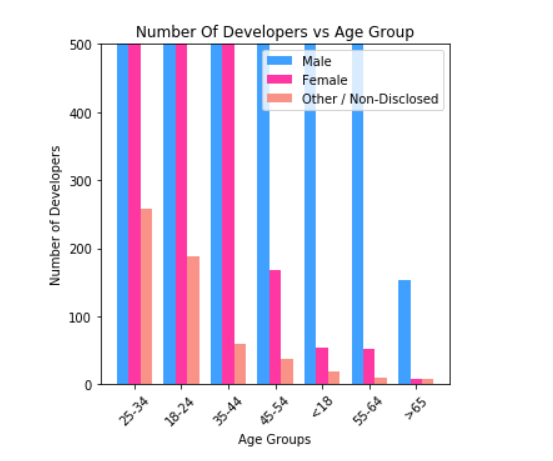 Number Of Developers vs Age Group
Male
Female
Other / Non-Disclosed
Number of Developers
500
400
300
200
100
0
25-34
18-24
35-44
45-54
<18
55-64
>65
Age Groups